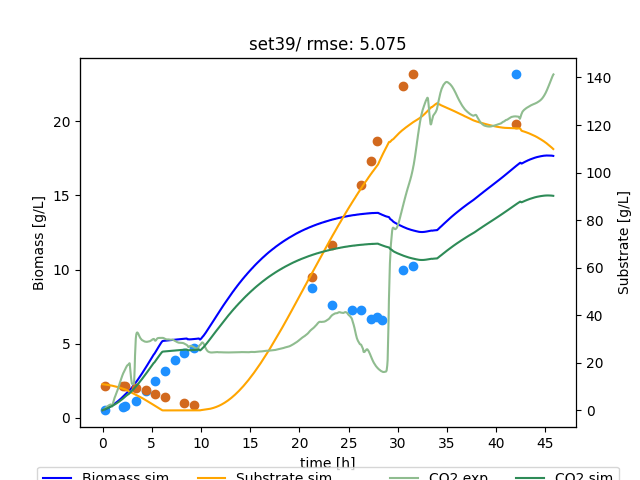 set39/ rmse: 5.075
Biomass [g/L]
0
5
10
15
20
0
5
10
15
20
25
30
35
40
45
time [h]
0
20
40
60
80
100
120
140
Substrate [g/L]
Biomass sim
Substrate sim
CO2 exp
CO2 sim